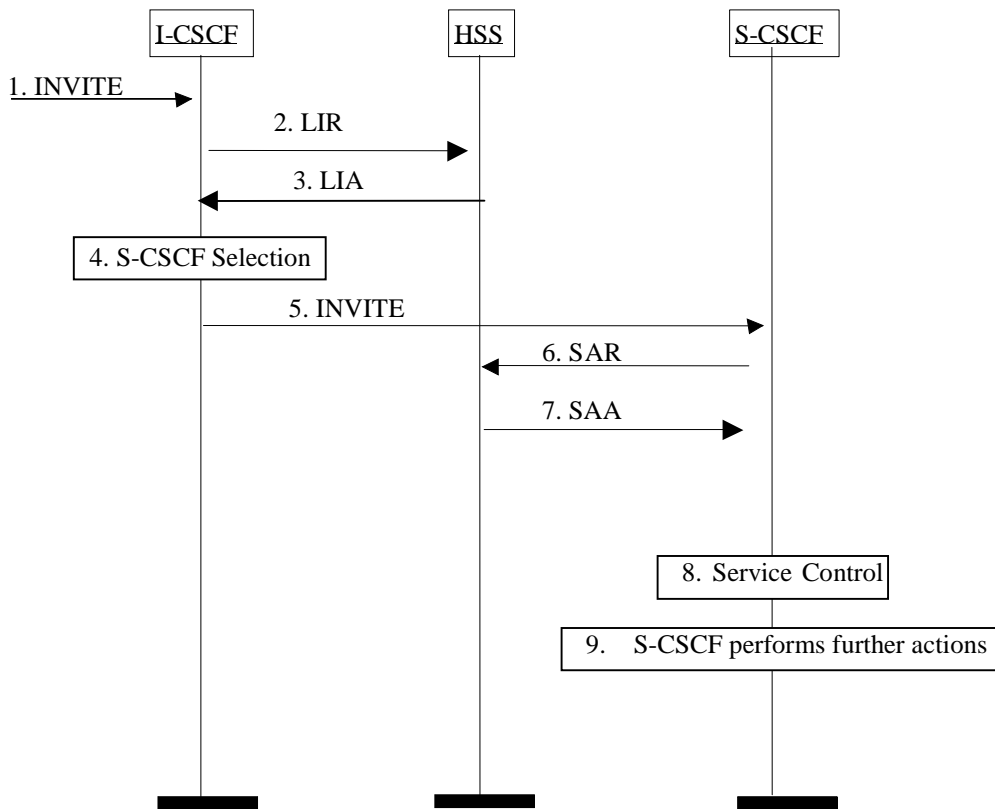 I-CSCF
HSS
S-CSCF
1. INVITE
2. LIR
3. LIA
4. S-CSCF Selection
5. INVITE
6. SAR
7. SAA
8. Service Control
9. S-CSCF performs further actions